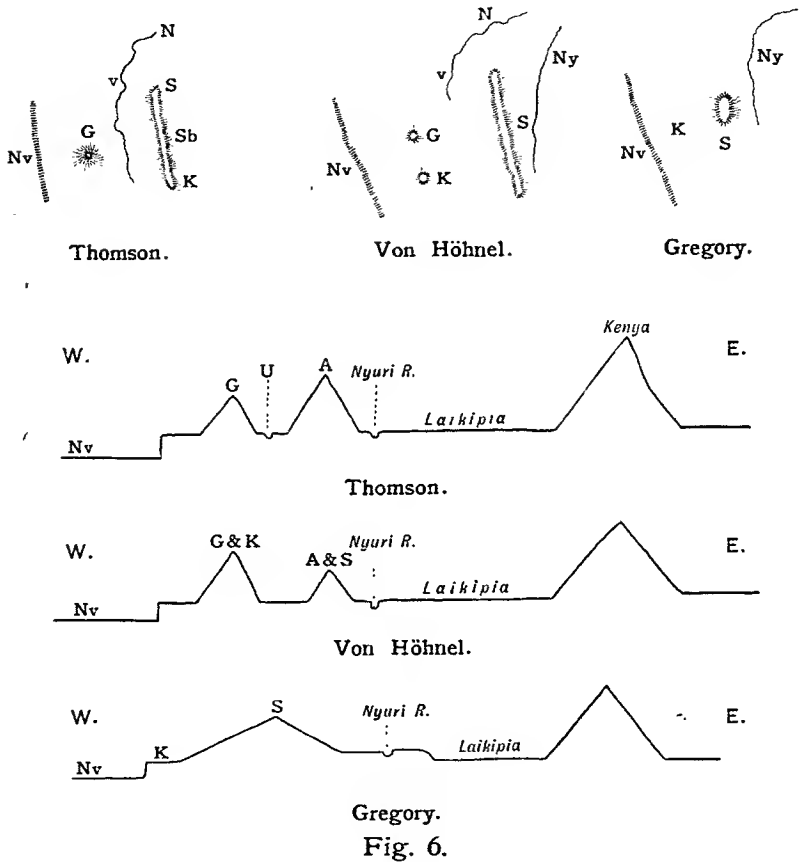 N
v
S
G
Sb
Nv
K
Thomson.
N
v
Ny
S
G
K
Nv
Von Höhnel.
Ny
K
S
Nv
Gregory.
Kenya
W.
E.
G
U
A
Nyuri R.
Laikipia
Nv
Thomson.
W.
G & K
A & S
Nyuri R.
E.
Laikipia
Nv
Von Höhnel.
W.
S
Nyuri R.
E.
K
Laikipia
Nv
Gregory.
Fig. 6.